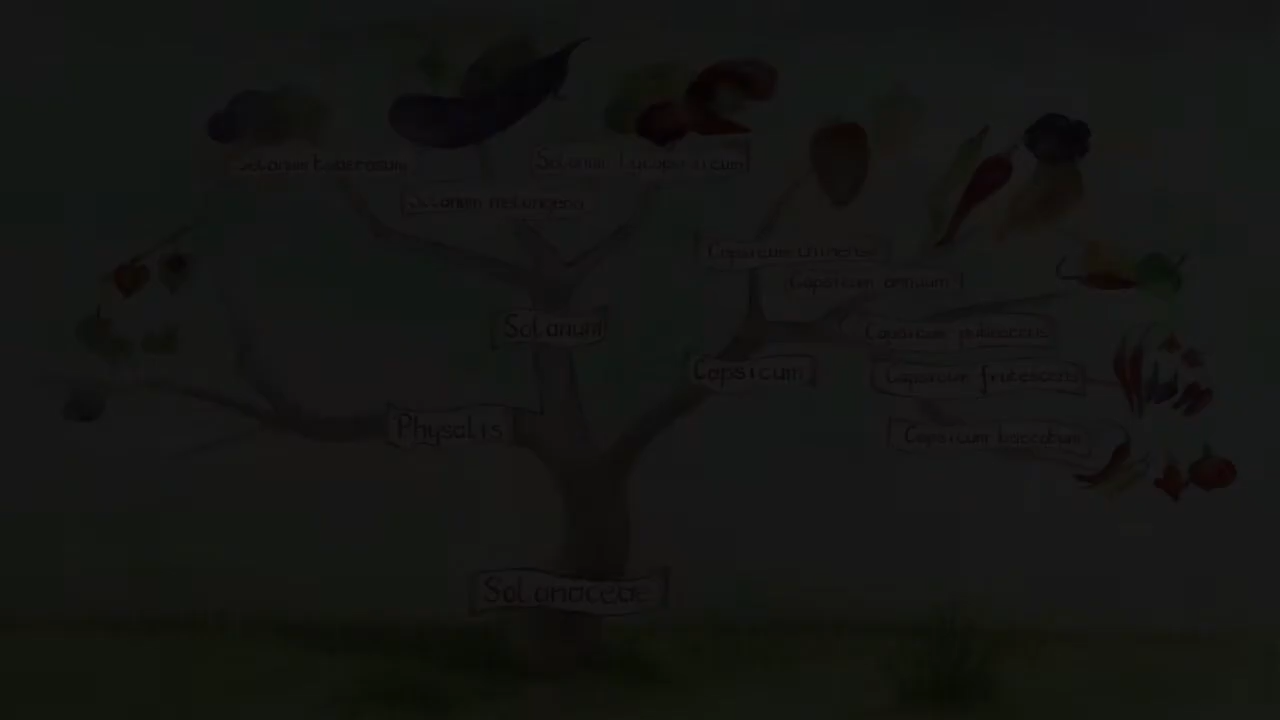 Solanum tuberosum
Solanum lycopersicum
Solanum melongena
Capsicum chinense
Capsicum annuum
Solanum
Capsicum pubescens
Capsicum
Capsicum frutescens
Physalis
Capsicum baccatum
Solanaceae